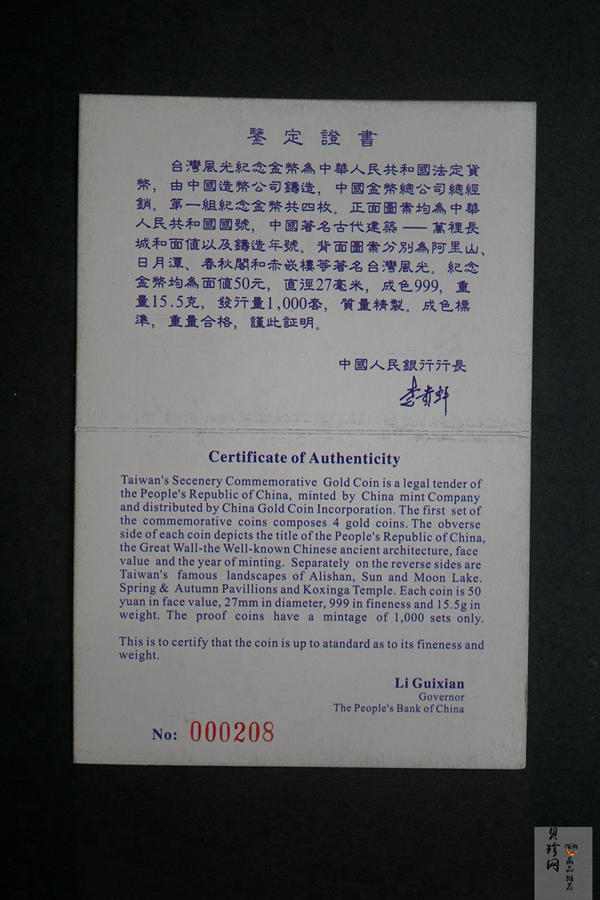 鑒定證書
台灣風光紀念金幣為中華人民共和國法定貨
幣，由中國造幣公司鑄造，中國金幣總公司總經
銷。第一組紀念金幣共四枚。正面圖案均為中華
人民共和國國號，中國著名古代建築——萬裡長
城和面值以及鑄造年號。背面圖案分別為阿里山、
日月潭、春秋閣和赤嵌樓等著名台灣風光。紀念
金幣均為面值50元，直徑27毫米，成色999，重
量15.5克，發行量1,000套，質量精製。成色標
準，重量合格，謹此証明。
中國人民銀行行長
李貴鲜
Certificate of Authenticity
Taiwan's Secenery Commemorative Gold Coin is a legal tender of
the People's Republic of China, minted by China mint Company
and distributed by China Gold Coin Incorporation. The first set of
the commemorative coins composes 4 gold coins. The obverse
side of each coin depicts the title of the People's Republic of China,
the Great Wall-the Well-known Chinese ancient architecture, face
value and the year of minting. Separately on the reverse sides are
Taiwan's famous landscapes of Alishan, Sun and Moon Lake.
Spring & Autumn Pavillions and Koxinga Temple. Each coin is 50
yuan in face value, 27mm in diameter, 999 in fineness and 15.5g in
weight. The proof coins have a mintage of 1,000 sets only.
This is to certify that the coin is up to atandard as to its fineness and
weight.
Li Guixian
Governor
The People's Bank of China
No: 000208
貝珍网